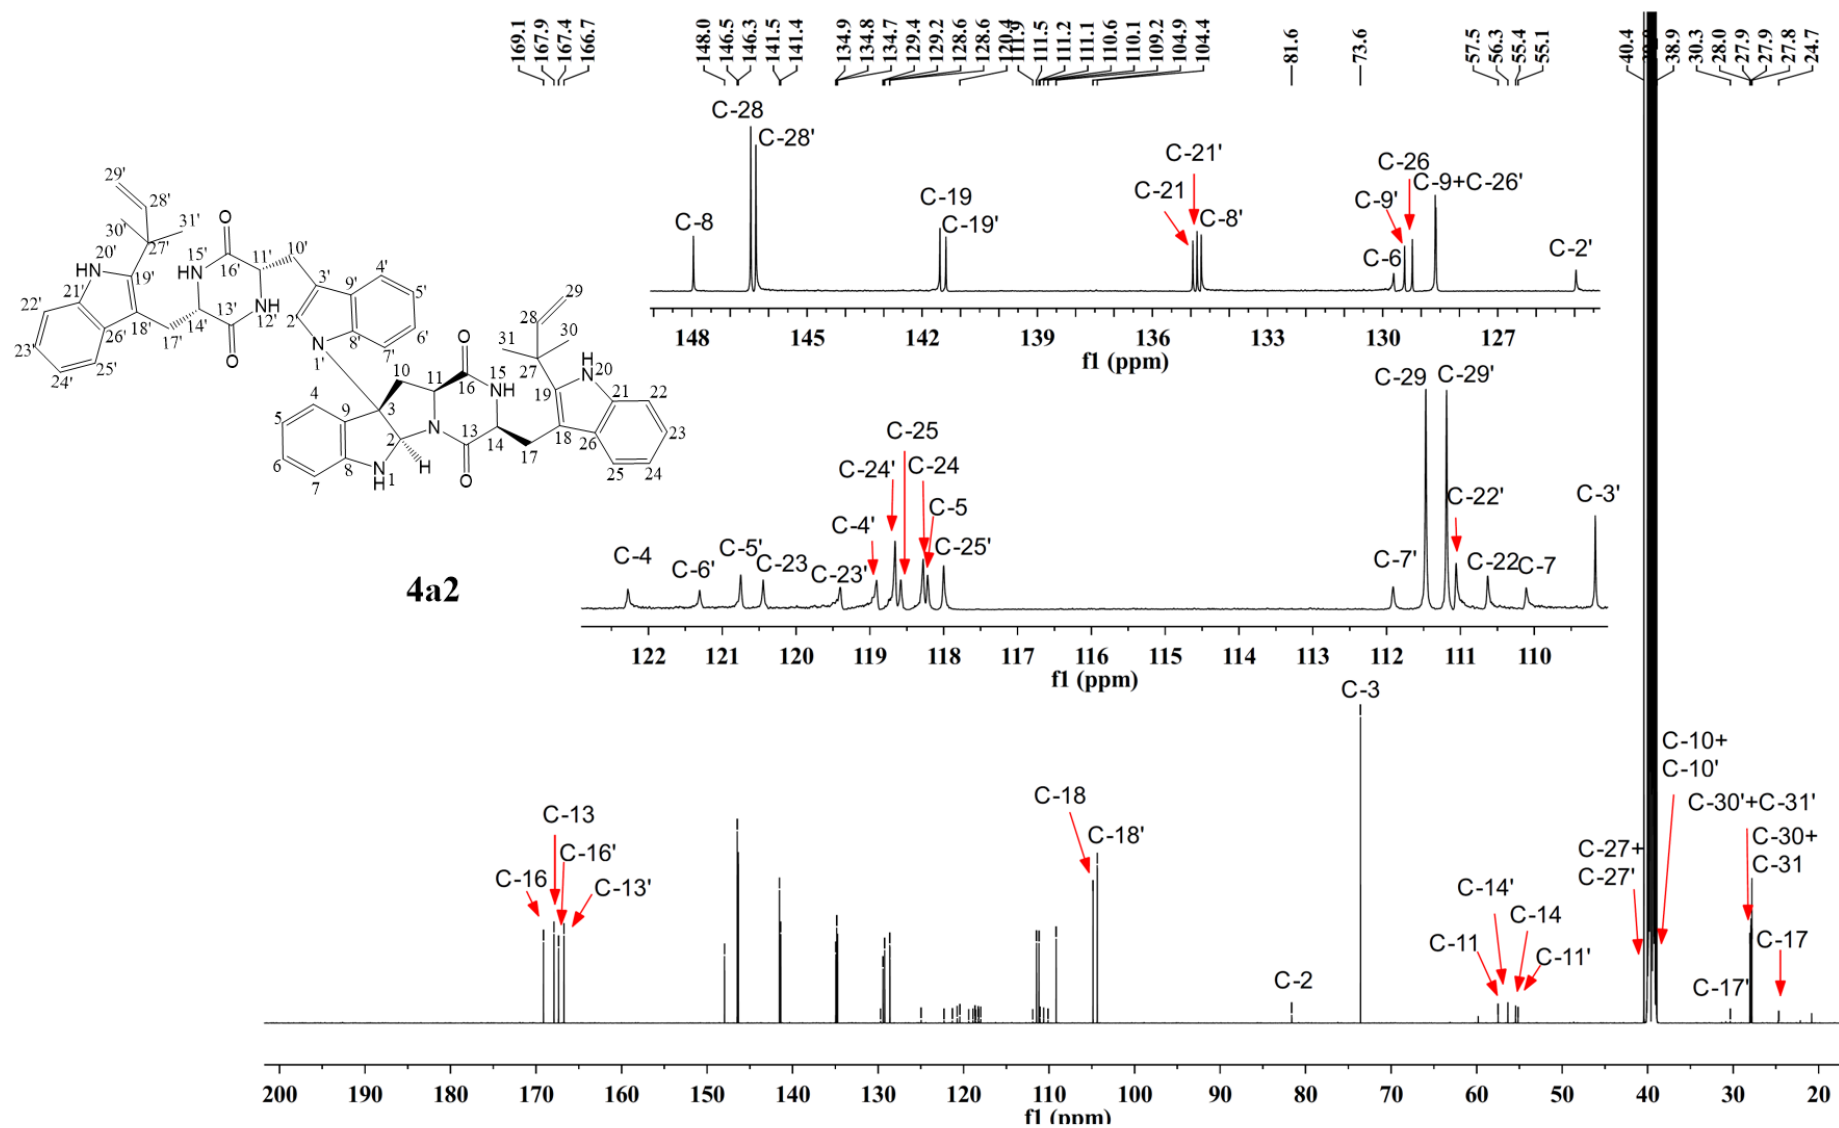 169.1
167.9
167.4
166.7
148.0
146.5
146.3
141.5
141.4
134.9
134.8
134.7
129.4
129.2
128.6
128.6
120.4
111.9
111.5
111.2
111.1
110.6
110.1
109.2
104.9
104.4
81.6
73.6
57.5
56.3
55.4
55.1
40.4
38.9
30.3
28.0
27.9
27.9
27.8
24.7
C-28
C-28'
C-8
C-19
C-19'
C-21'
C-21
C-8'
C-26
C-9'
C-9+C-26'
C-6
C-2'
148 145 142 139 136 133 130 127
f1 (ppm)
29'
28'
30' 31'
27'
O
10'
20'
HN
19'
15'
NH
16'
11'
3'
9'
4'
5'
22'
21'
26'
18'
14'
13'
N
H
12'
2'
8'
6'
7'
23'
24'
25'
17'
O
N
1'
29
28
31
30
27
20
HN
10
O
11
16
15
NH
19
21
22
4
5
9
3
N
13
14
18
26
23
6
8
2
H
O
17
25
24
7
N
H
1
4a2
C-29 C-29'
C-25
C-24'
C-24
C-4'
C-5
C-22'
C-3'
C-4
C-6'
C-5'
C-23
C-23'
C-25'
C-7'
C-22
C-7
122 121 120 119 118 117 116 115 114 113 112 111 110
f1 (ppm)
C-3
C-10+
C-10'
C-13
C-16'
C-16
C-13'
C-18
C-18'
C-30'+C-31'
C-30+
C-31
C-27+
C-27'
C-14'
C-14
C-11
C-11'
C-2
C-17'
C-17
200 190 180 170 160 150 140 130 120 110 100 90 80 70 60 50 40 30 20
f1 (ppm)